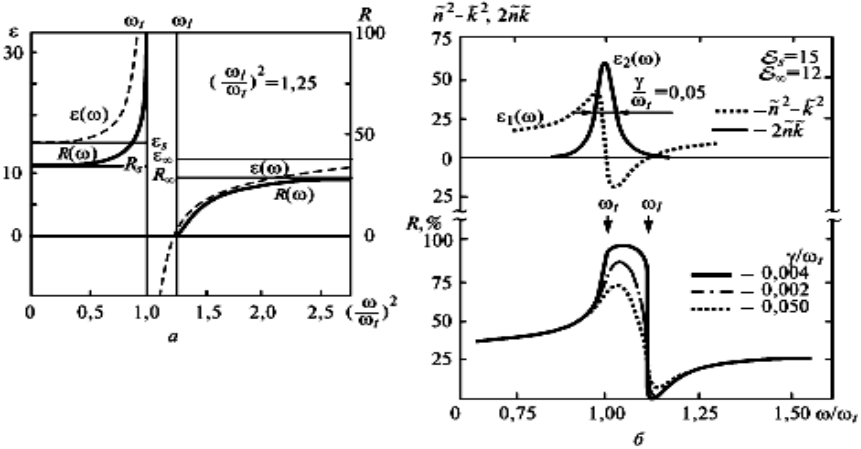 ω_t ω_l
ε R
30 100
(ω_l/ω_t)² = 1,25
ε(ω)
ε_s 50
R(ω) R_s ε_∞
10 R_∞ ε(ω)
R(ω)
0 0
0 0,5 1,0 1,5 2,0 2,5 (ω/ω_t)²
а
ñ²–k̃², 2ñk̃
75
ε₂(ω) ℰ_s=15
ℰ_∞=12
50 γ/ω_t=0,05
ε₁(ω) –ñ²–k̃²
25 – 2ñk̃
0
25
ω_t ω_l
R, %
100 γ/ω_t
– 0,004
75 – 0,002
– 0,050
50
25
0 0,75 1,00 1,25 1,50 ω/ω_t
б